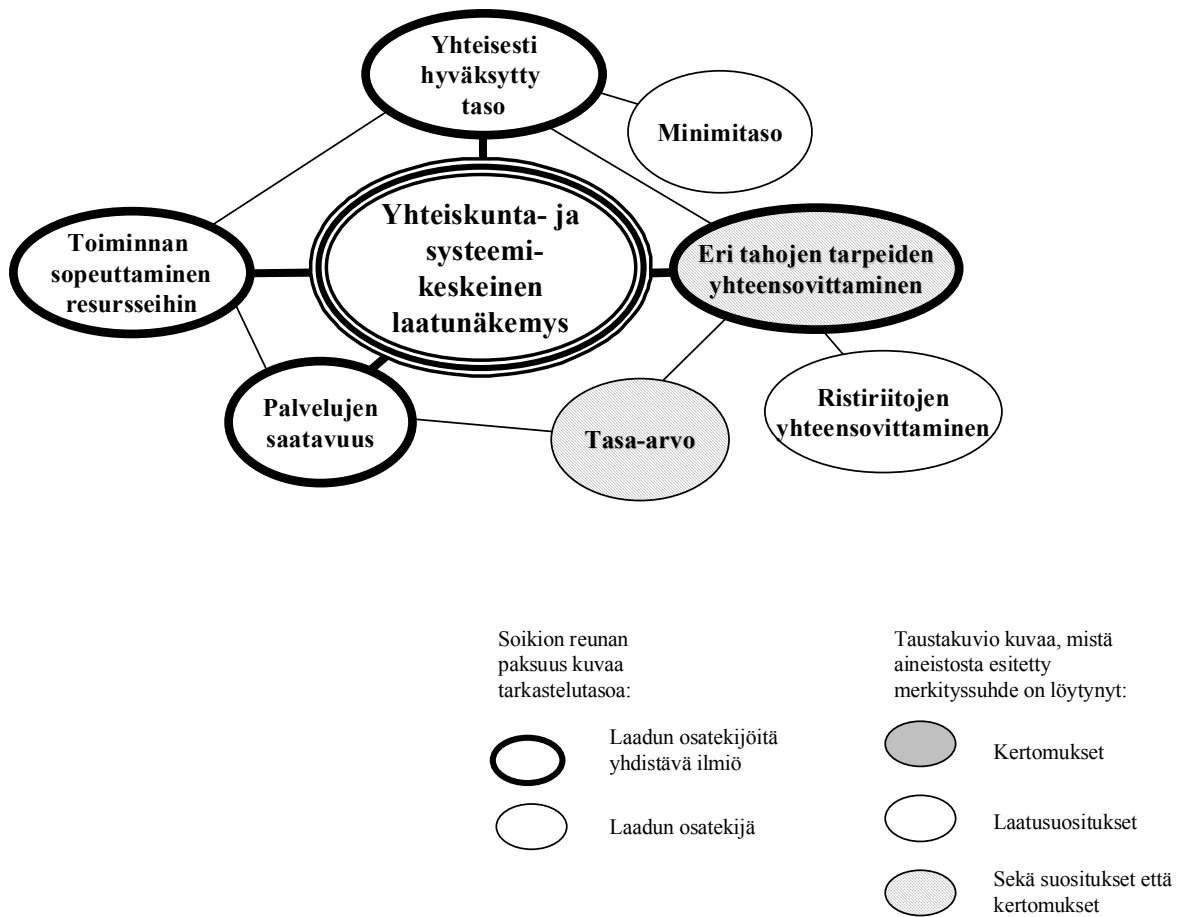 Yhteisesti
hyväksytty
taso
Minimitaso
Yhteiskunta- ja
systeemi-
keskeinen
laatunäkemys
Toiminnan
sopeuttaminen
resursseihin
Eri tahojen tarpeiden
yhteensovittaminen
Palvelujen
saatavuus
Tasa-arvo
Ristiriitojen
yhteensovittaminen
Soikion reunan
paksuus kuvaa
tarkastelutasoa:
Laadun osatekijöitä
yhdistävä ilmiö
Laadun osatekijä
Taustakuvio kuvaa, mistä
aineistosta esitetty
merkityssuhde on löytynyt:
Kertomukset
Laatusuositukset
Sekä suositukset että
kertomukset